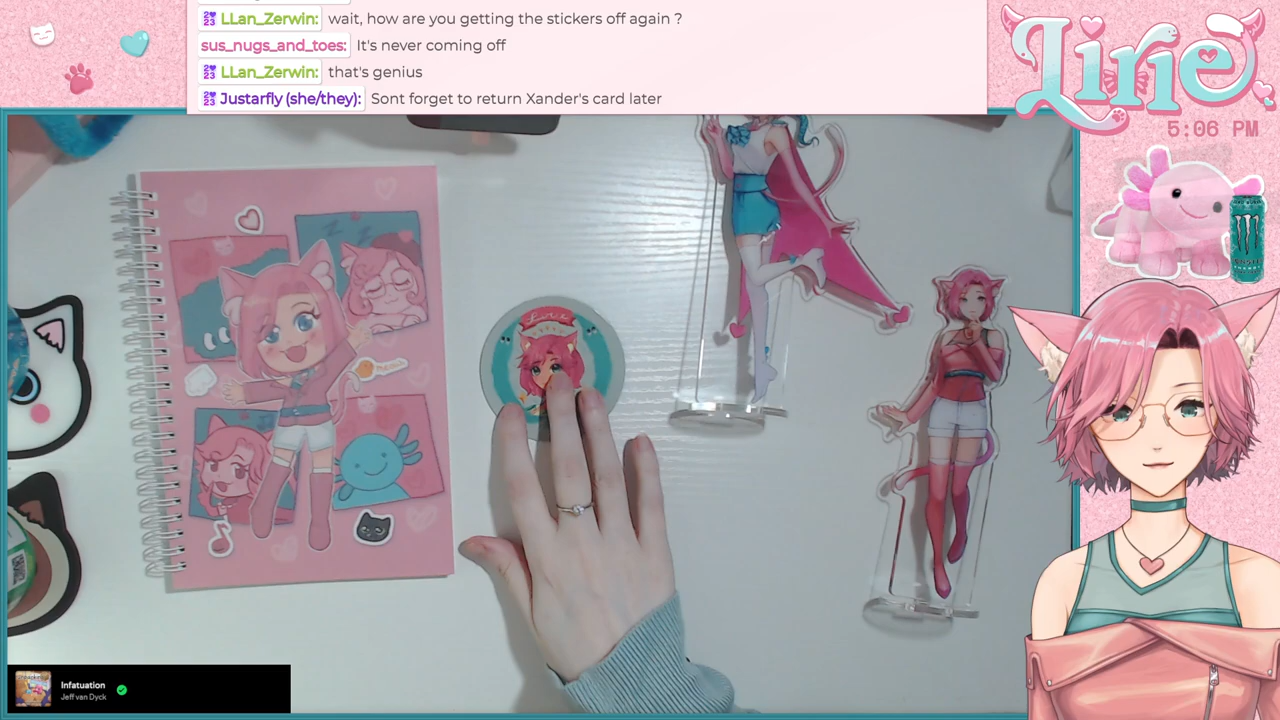 LLan_Zerwin: wait, how are you getting the stickers off again ?
sus_nugs_and_toes: It's never coming off
LLan_Zerwin: that's genius
Justarfly (she/they): Sont forget to return Xander's card later
Lirie
5:06 PM
Infatuation
Jeff van Dyck